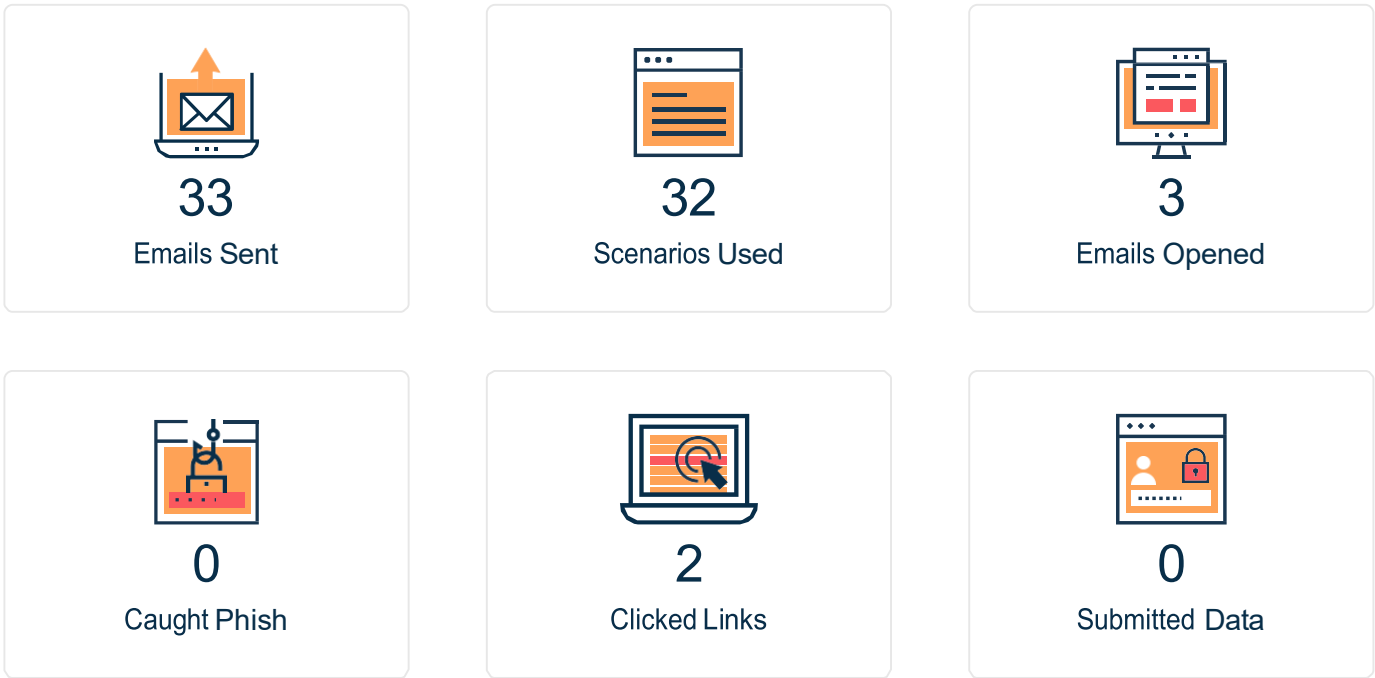 33
Emails Sent
32
Scenarios Used
3
Emails Opened
0
Caught Phish
2
Clicked Links
0
Submitted Data